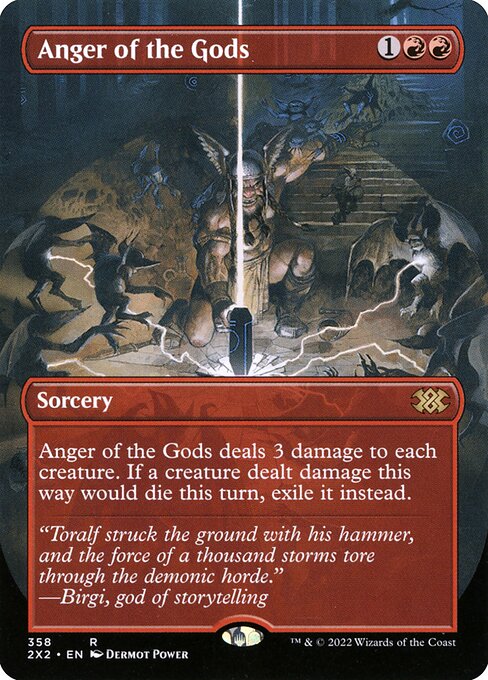 Anger of the Gods 1
Sorcery
Anger of the Gods deals 3 damage to each
creature. If a creature dealt damage this
way would die this turn, exile it instead.
“Toralf struck the ground with his hammer,
and the force of a thousand storms tore
through the demonic horde.”
—Birgi, god of storytelling
358 R
2X2 • EN Dermot Power
™ & © 2022 Wizards of the Coast